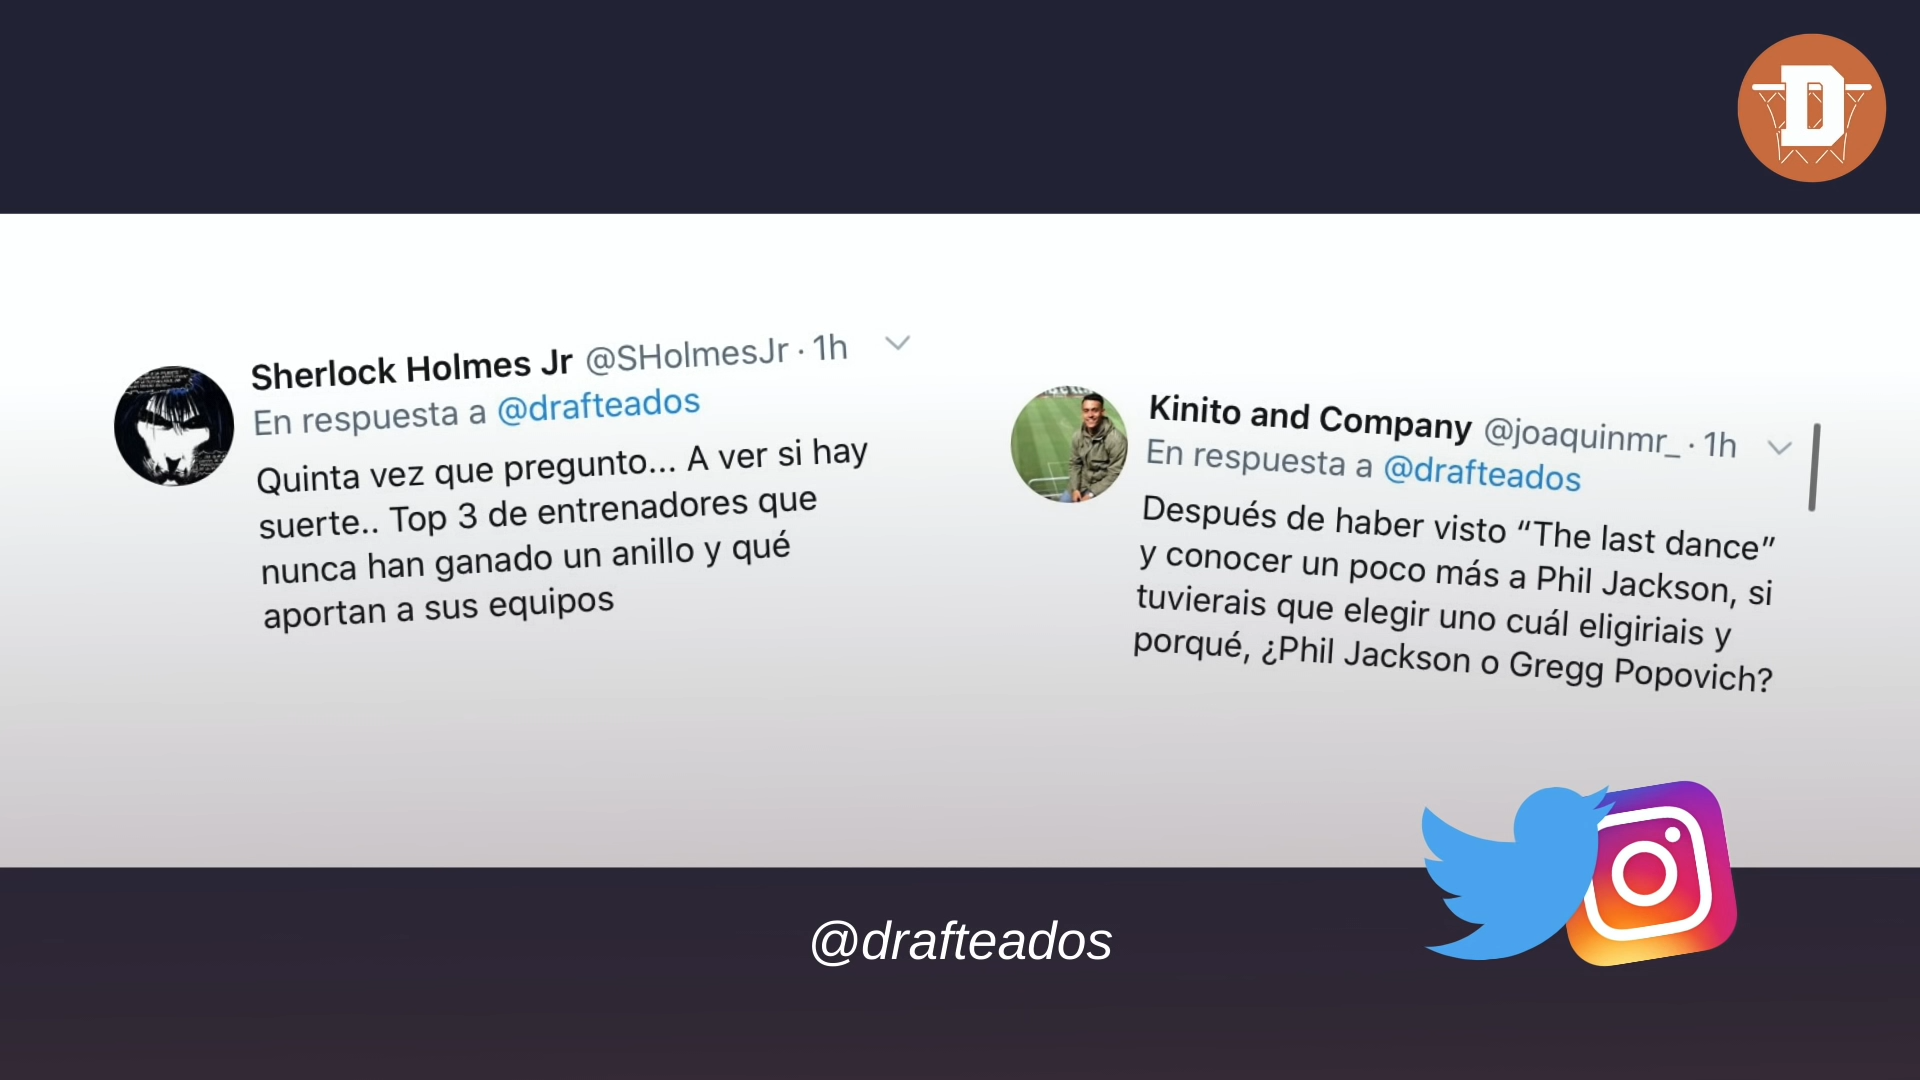 D
Sherlock Holmes Jr @SHolmesJr · 1h
En respuesta a @drafteados
Quinta vez que pregunto... A ver si hay
suerte.. Top 3 de entrenadores que
nunca han ganado un anillo y qué
aportan a sus equipos
Kinito and Company @joaquinmr_ · 1h
En respuesta a @drafteados
Después de haber visto “The last dance”
y conocer un poco más a Phil Jackson, si
tuvierais que elegir uno cuál eligiriais y
porqué, ¿Phil Jackson o Gregg Popovich?
@drafteados